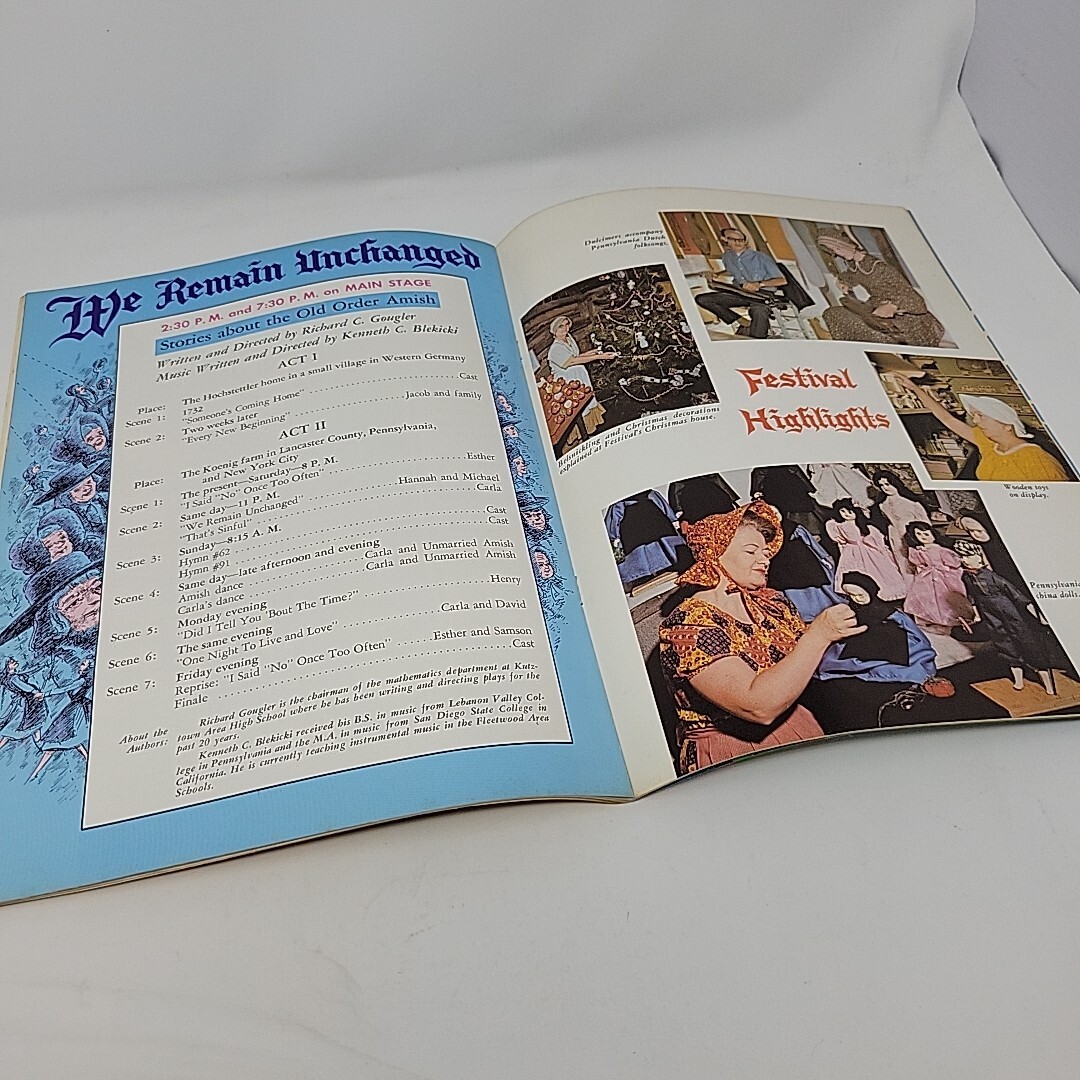 We Remain Unchanged
2:30 P. M. and 7:30 P. M. on MAIN STAGE
Stories about the Old Order Amish
Written and Directed by Richard C. Gougler
Music Written and Directed by Kenneth C. Blekicki
ACT I
Place: The Hochstettler home in a small village in Western Germany
Scene 1: 1732
"Someone's Coming Home" Cast
Scene 2: Two weeks later
"Every New Beginning" Jacob and family
ACT II
Place: The Koenig farm in Lancaster County, Pennsylvania,
and New York City
Scene 1: The present—Saturday—8 P. M.
"I Said "No" Once Too Often" Esther
Scene 2: Same day—11 P. M.
"We Remain Unchanged" Hannah and Michael
"That's Sinful" Carla
Scene 3: Sunday—8:15 A. M.
Hymn #62 Cast
Hymn #91 Cast
Scene 4: Same day—late afternoon and evening
Amish dance Carla and Unmarried Amish
Carla's dance Carla and Unmarried Amish
Scene 5: Monday evening
"Did I Tell You 'Bout The Time?" Henry
Scene 6: The same evening
"One Night To Live and Love" Carla and David
Scene 7: Friday evening
Reprise: "I Said "No" Once Too Often" Esther and Samson
Finale Cast
About the Authors:
Richard Gougler is the chairman of the mathematics department at Kutz-
town Area High School where he has been writing and directing plays for the
past 20 years.
Kenneth C. Blekicki received his B.S. in music from Lebanon Valley Col-
lege in Pennsylvania and the M.A. in music from San Diego State College in
California. He is currently teaching instrumental music in the Fleetwood Area
Schools.
Dulcimers accompany
Pennsylvania Dutch
folksongs.
Belsnickling and Christmas decorations
explained at Festival's Christmas house.
Festival
Highlights
Wooden toys
on display.
Pennsylvania
china dolls.